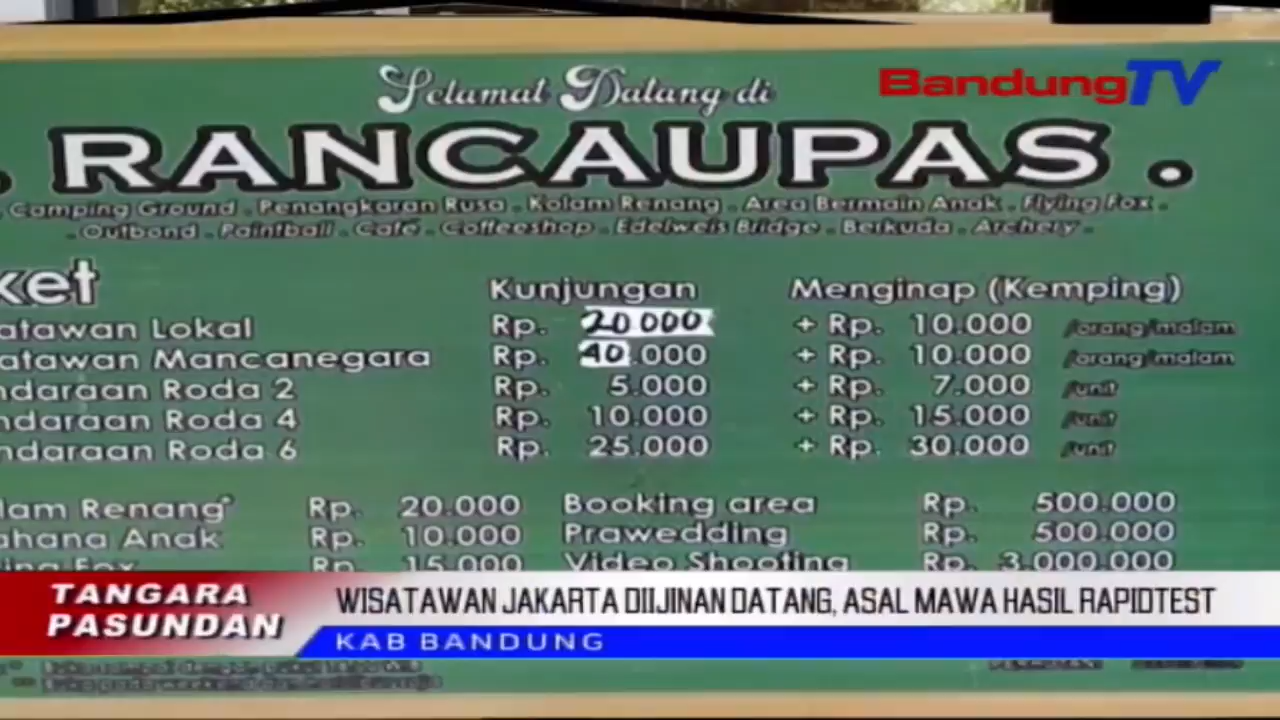 Selamat Datang di
BandungTV
. RANCAUPAS .
. Camping Ground . Penangkaran Rusa . Kolam Renang . Area Bermain Anak . Flying Fox .
. Outbond . Paintball . Cafe . Coffeeshop . Edelweis Bridge . Berkuda . Archery .
ket Kunjungan Menginap (Kemping)
atawan Lokal Rp. 20 000 + Rp. 10.000 /orang/malam
atawan Mancanegara Rp. 40.000 + Rp. 10.000 /orang/malam
ndaraan Roda 2 Rp. 5.000 + Rp. 7.000 /unit
ndaraan Roda 4 Rp. 10.000 + Rp. 15.000 /unit
ndaraan Roda 6 Rp. 25.000 + Rp. 30.000 /unit
lam Renang* Rp. 20.000 Booking area Rp. 500.000
ahana Anak Rp. 10.000 Prawedding Rp. 500.000
ing Fox Rp. 15.000 Video Shooting Rp. 3.000.000
TANGARA PASUNDAN
WISATAWAN JAKARTA DIIJINAN DATANG, ASAL MAWA HASIL RAPIDTEST
KAB BANDUNG